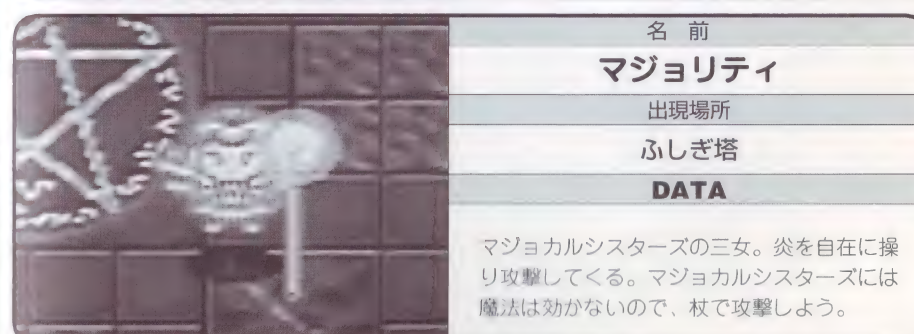 名 前
マジョリティ
出現場所
ふしぎ塔
DATA
マジョカルシスターズの三女。炎を自在に操
り攻撃してくる。マジョカルシスターズには
魔法は効かないので、杖で攻撃しよう。